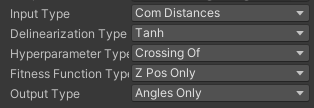 Input Type Com Distances
Delinearization Type Tanh
Hyperparameter Type Crossing Of
Fitness Function Type Z Pos Only
Output Type Angles Only